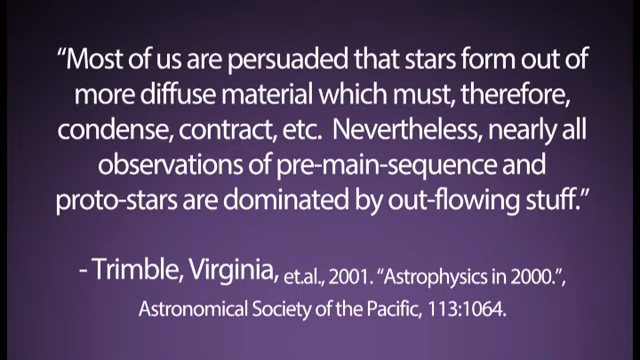 “Most of us are persuaded that stars form out of
more diffuse material which must, therefore,
condense, contract, etc. Nevertheless, nearly all
observations of pre-main-sequence and
proto-stars are dominated by out-flowing stuff.”
- Trimble, Virginia, et.al., 2001. “Astrophysics in 2000.”,
Astronomical Society of the Pacific, 113:1064.